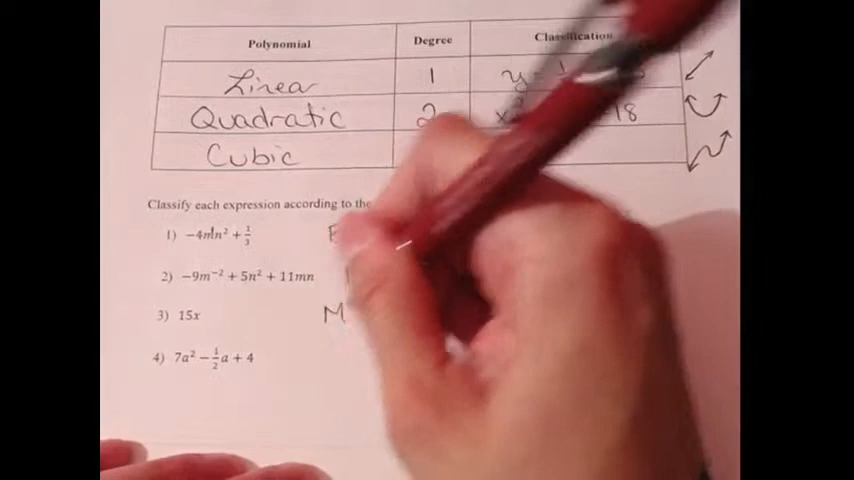 Polynomial Degree Classification
Linear 1 y =
Quadratic 2 18
Cubic
Classify each expression according to the
1) −4mn² + 1/3
2) −9m⁻² + 5n² + 11mn
3) 15x M
4) 7a² − 1/2 a + 4